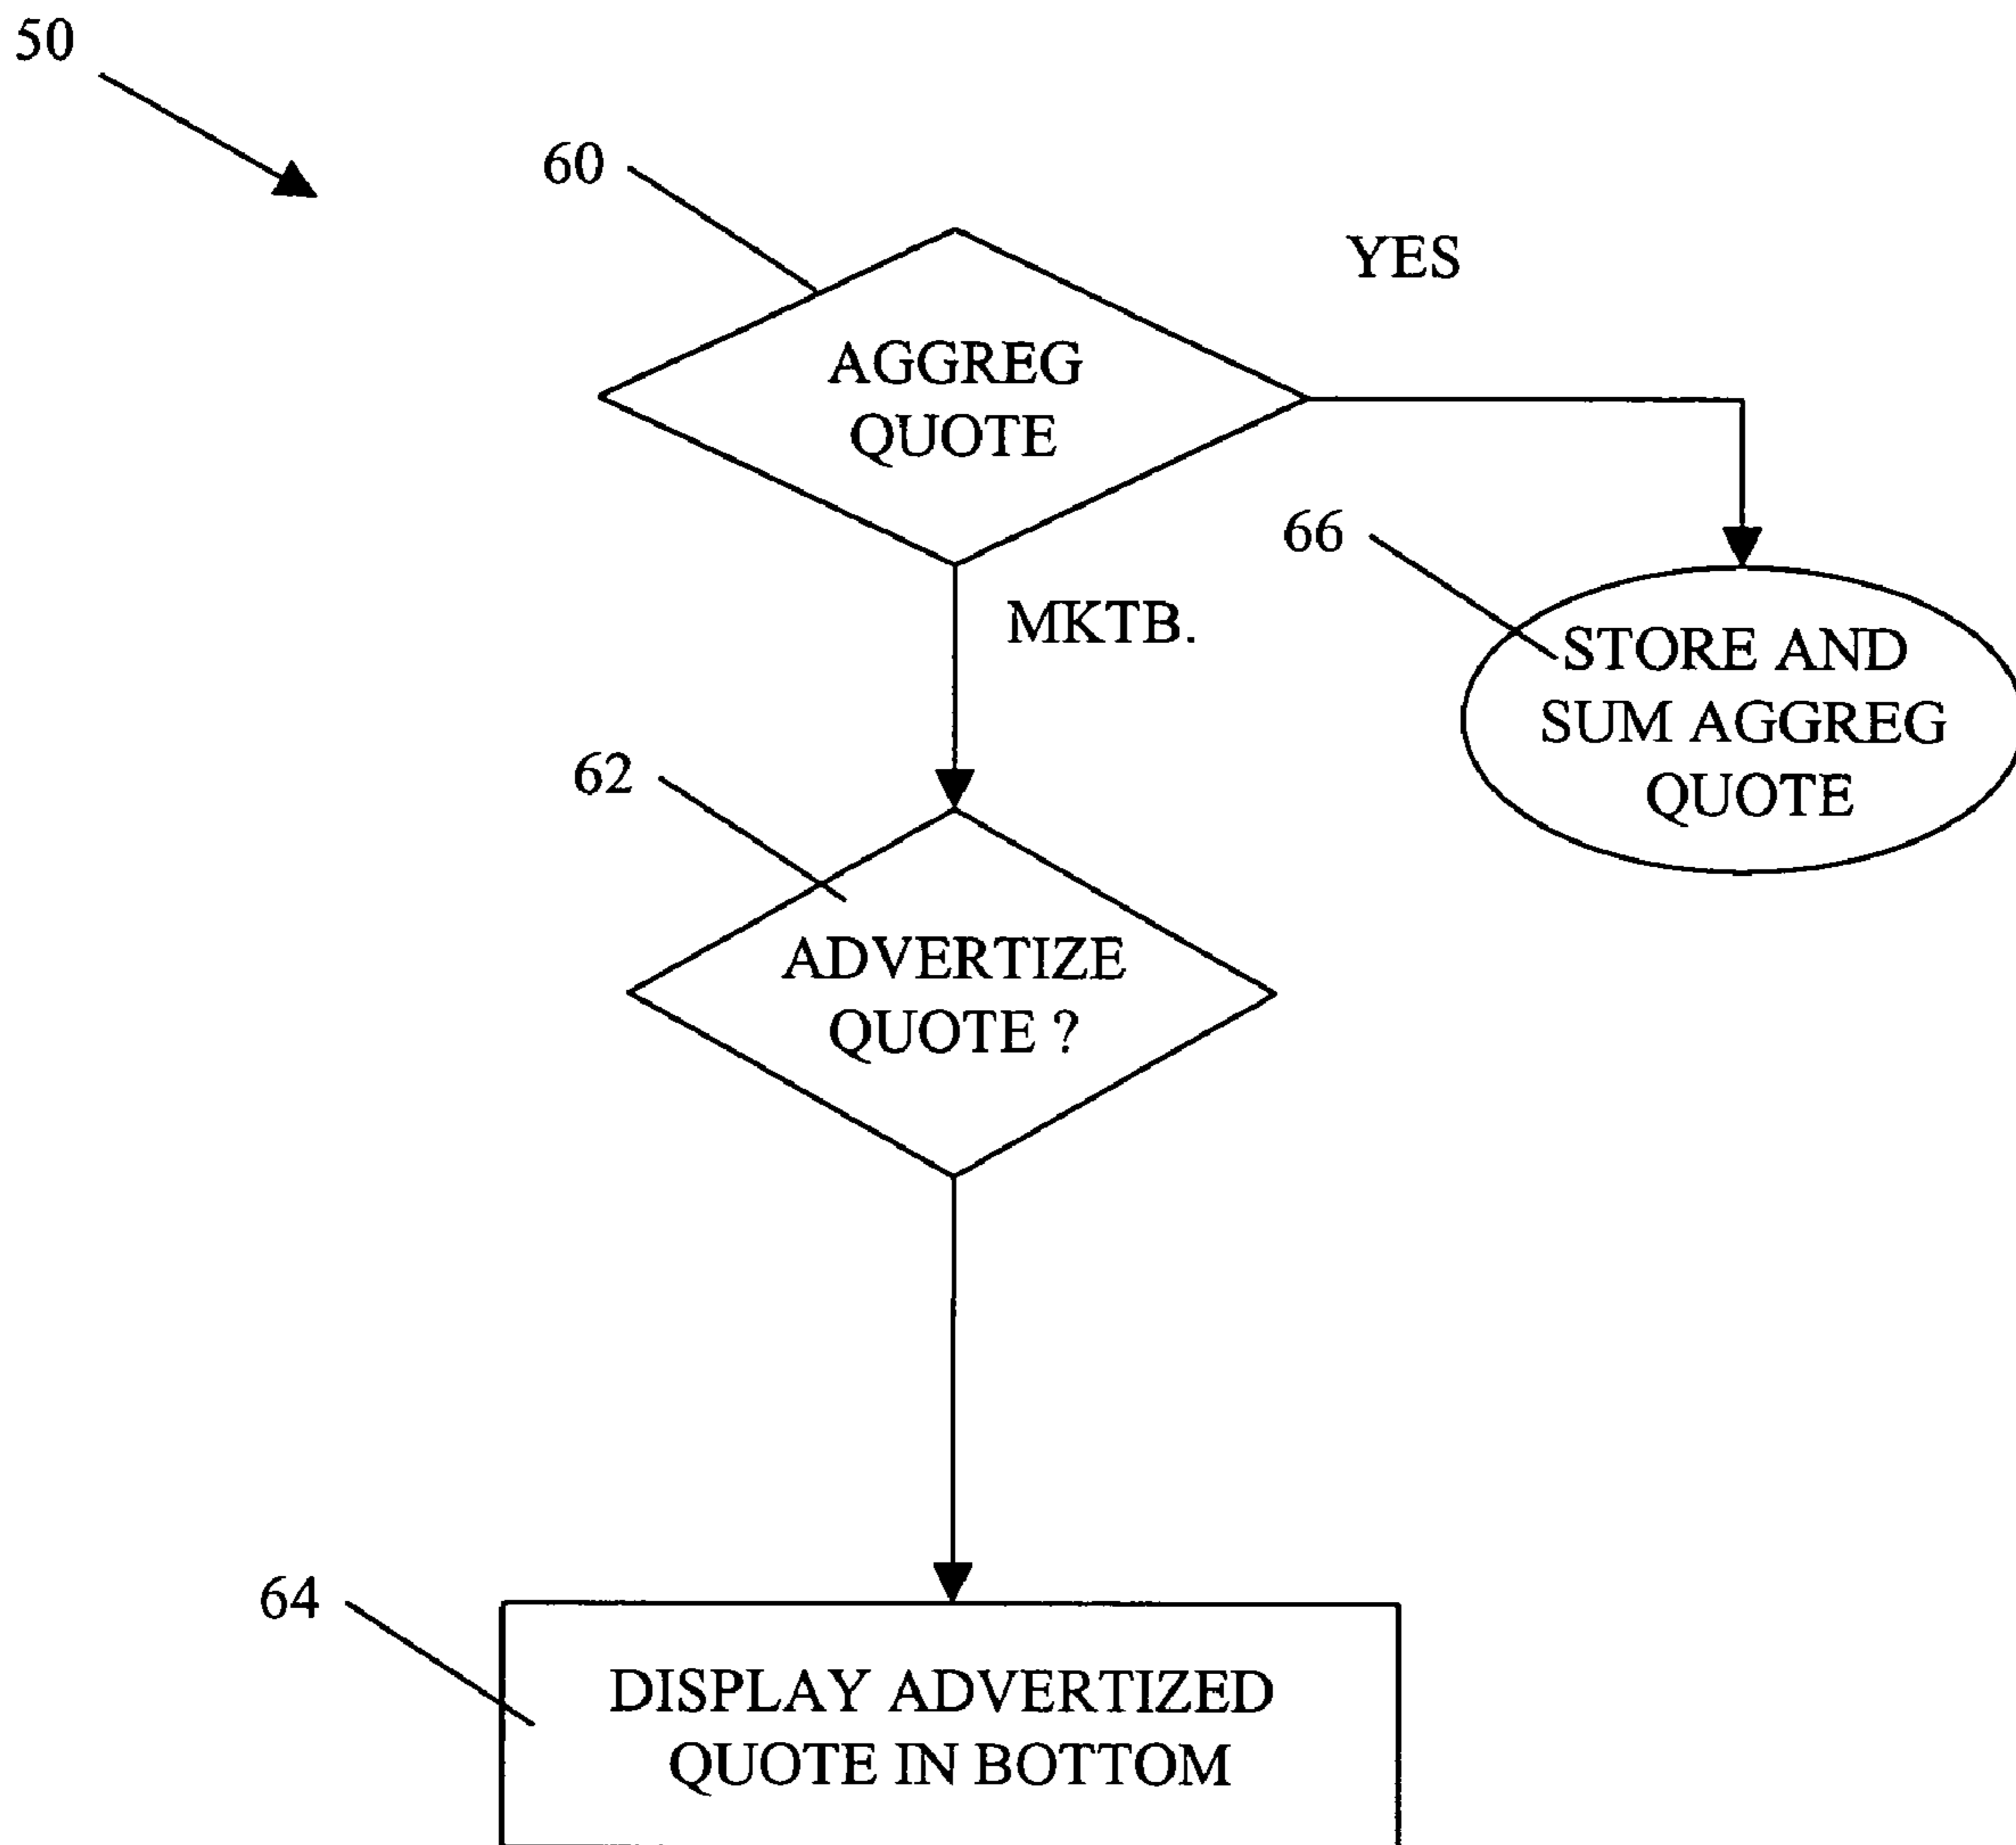 50
60
YES
AGGREG
QUOTE
66
MKTB.
STORE AND
SUM AGGREG
QUOTE
62
ADVERTIZE
QUOTE ?
64
DISPLAY ADVERTIZED
QUOTE IN BOTTOM